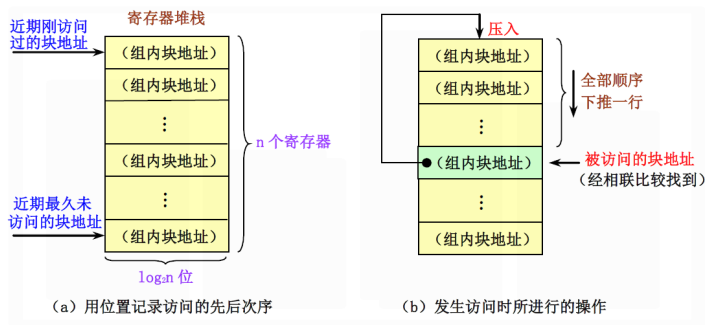 寄存器堆栈
近期刚访问
过的块地址
(组内块地址)
(组内块地址)
⋮
(组内块地址)
⋮
(组内块地址)
n 个寄存器
近期最久未
访问的块地址
log₂n 位
(a) 用位置记录访问的先后次序
压入
(组内块地址)
(组内块地址)
⋮
(组内块地址)
⋮
(组内块地址)
全部顺序
下推一行
被访问的块地址
(经相联比较找到)
(b) 发生访问时所进行的操作